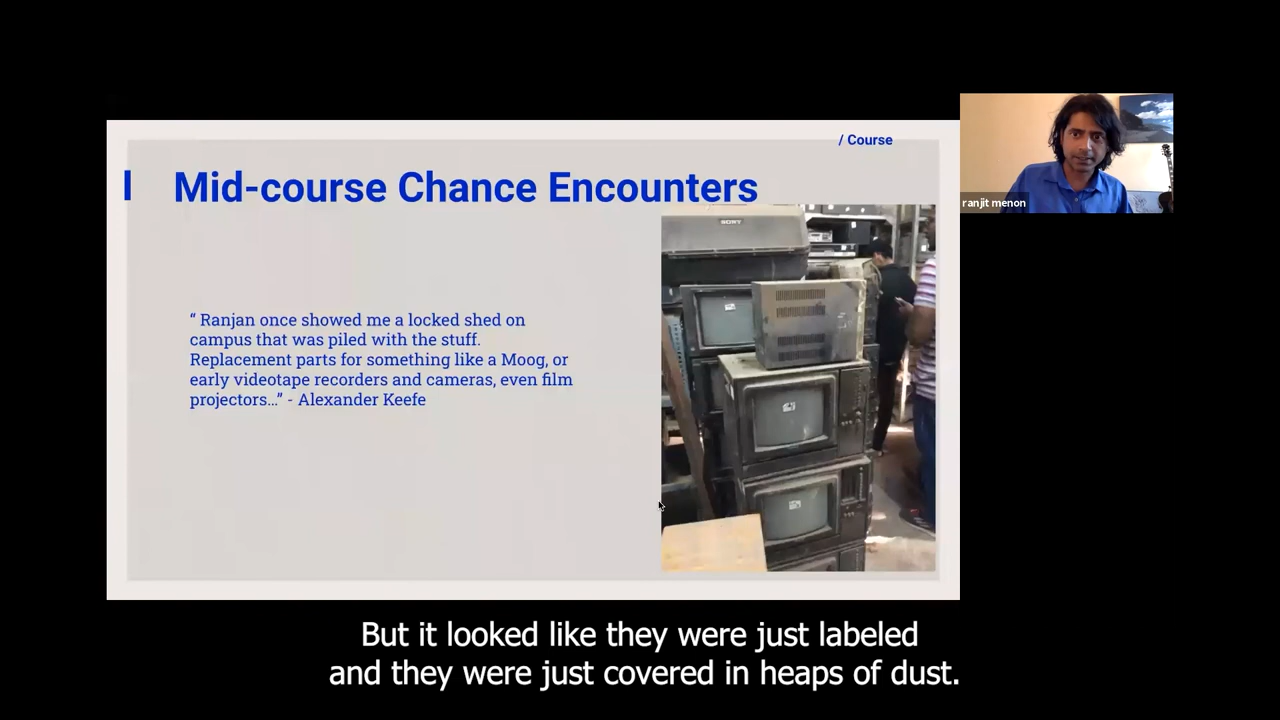 / Course
Mid-course Chance Encounters
SONY
ranjit menon
“ Ranjan once showed me a locked shed on
campus that was piled with the stuff.
Replacement parts for something like a Moog, or
early videotape recorders and cameras, even film
projectors...” - Alexander Keefe
But it looked like they were just labeled
and they were just covered in heaps of dust.